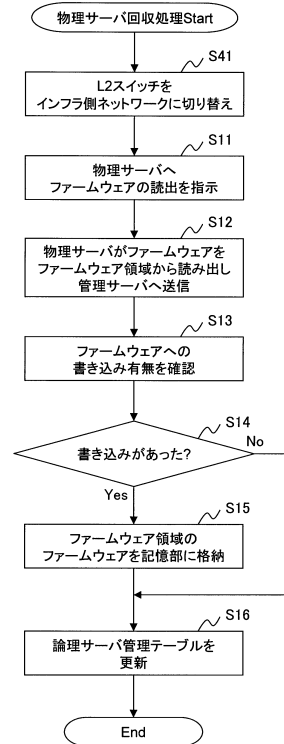 物理サーバ回収処理Start
S41
L2スイッチを
インフラ側ネットワークに切り替え
S11
物理サーバへ
ファームウェアの読出を指示
S12
物理サーバがファームウェアを
ファームウェア領域から読み出し
管理サーバへ送信
S13
ファームウェアへの
書き込み有無を確認
S14
書き込みがあった?
No
Yes
S15
ファームウェア領域の
ファームウェアを記憶部に格納
S16
論理サーバ管理テーブルを
更新
End